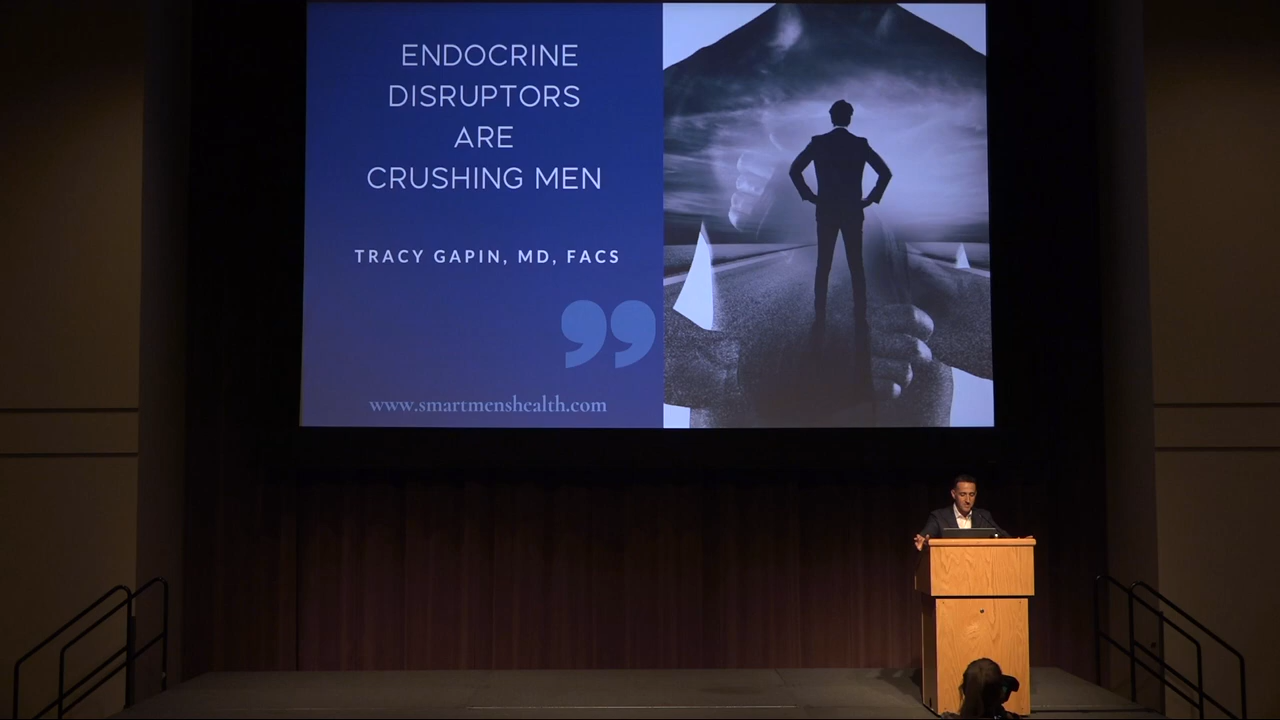 ENDOCRINE
DISRUPTORS
ARE
CRUSHING MEN
TRACY GAPIN, MD, FACS
www.smartmenshealth.com